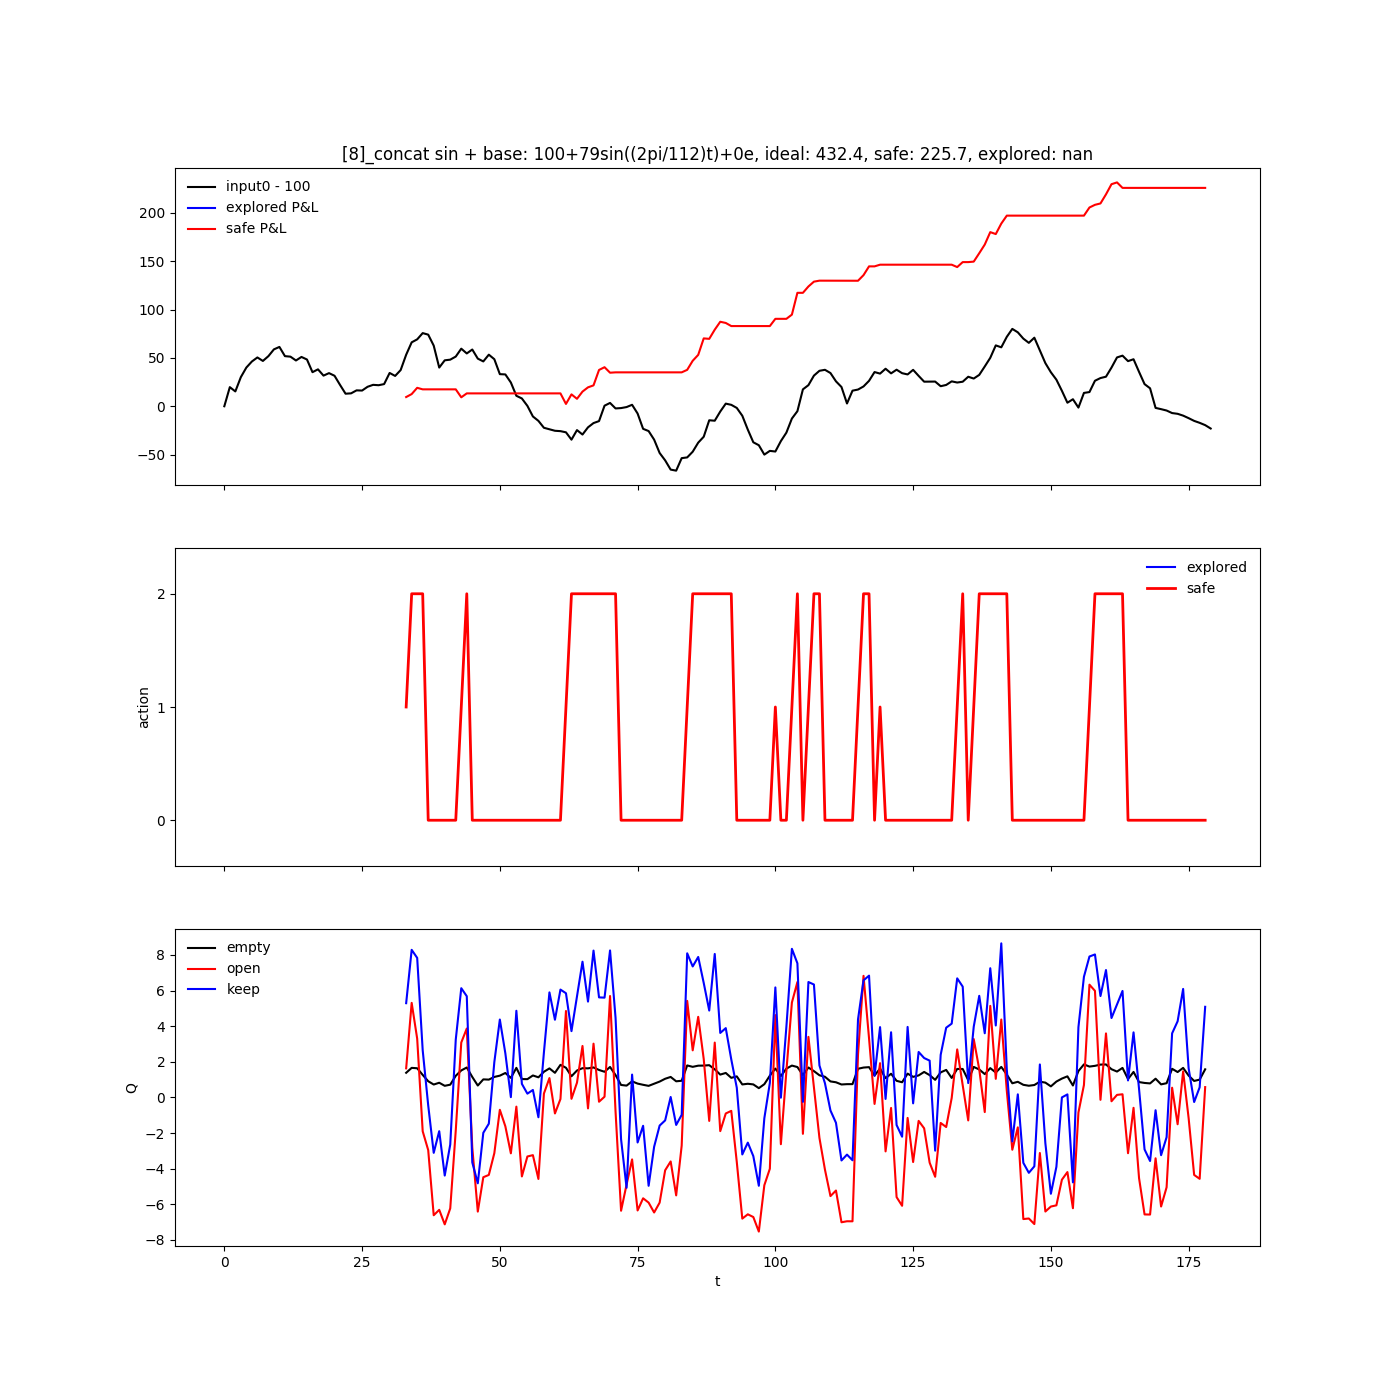 [8]_concat sin + base: 100+79sin((2pi/112)t)+0e, ideal: 432.4, safe: 225.7, explored: nan
input0 - 100
explored P&L
safe P&L
200
150
100
50
0
−50
explored
safe
2
1
0
action
empty
open
keep
8
6
4
2
0
−2
−4
−6
−8
Q
0 25 50 75 100 125 150 175
t